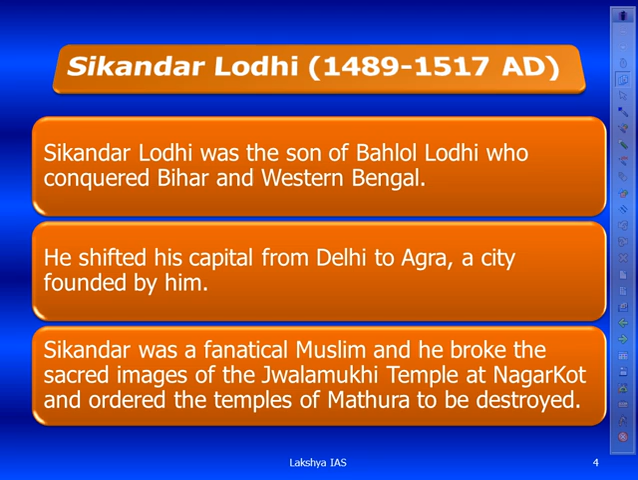 Sikandar Lodhi (1489-1517 AD)
Sikandar Lodhi was the son of Bahlol Lodhi who
conquered Bihar and Western Bengal.
He shifted his capital from Delhi to Agra, a city
founded by him.
Sikandar was a fanatical Muslim and he broke the
sacred images of the Jwalamukhi Temple at NagarKot
and ordered the temples of Mathura to be destroyed.
Lakshya IAS
4